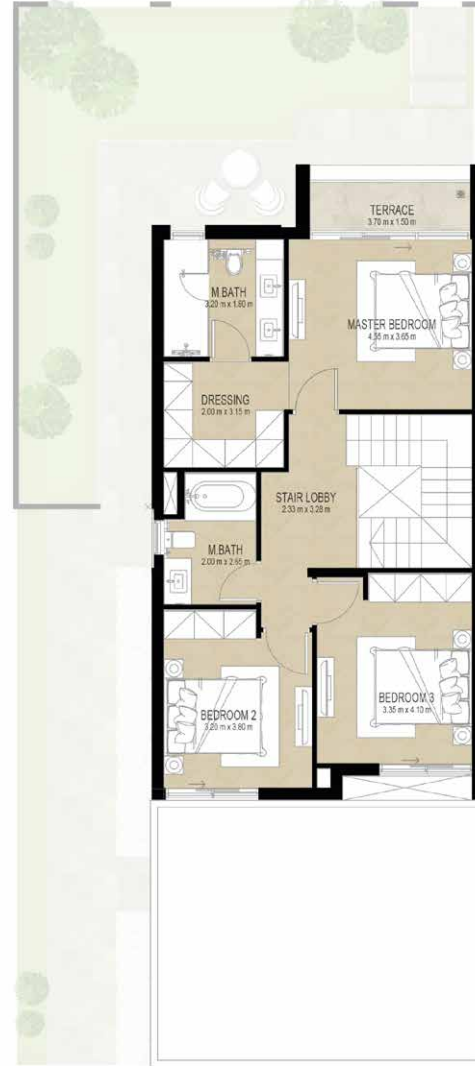 TERRACE
3.70 m x 1.50 m
M.BATH
3.20 m x 1.80 m
MASTER BEDROOM
4.55 m x 3.65 m
DRESSING
2.00 m x 3.15 m
STAIR LOBBY
2.33 m x 3.28 m
M.BATH
2.00 m x 2.65 m
BEDROOM 2
3.20 m x 3.80 m
BEDROOM 3
3.35 m x 4.10 m